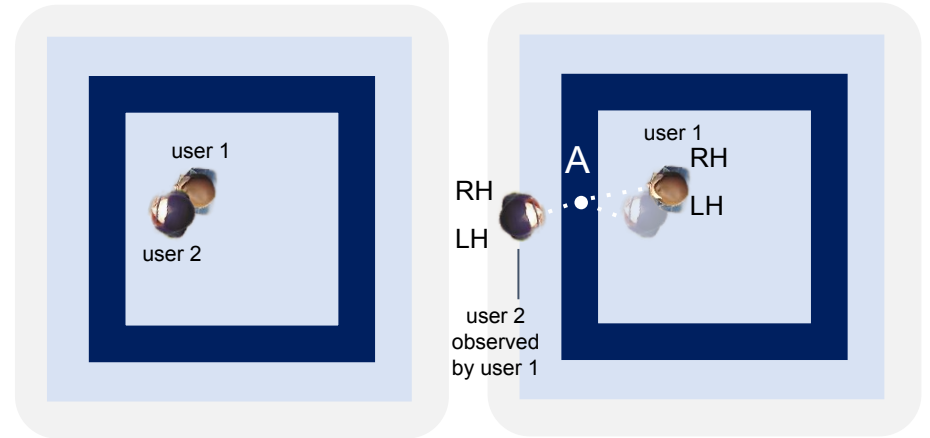 user 1
user 2
user 1
A
RH
RH
LH
LH
user 2
observed
by user 1